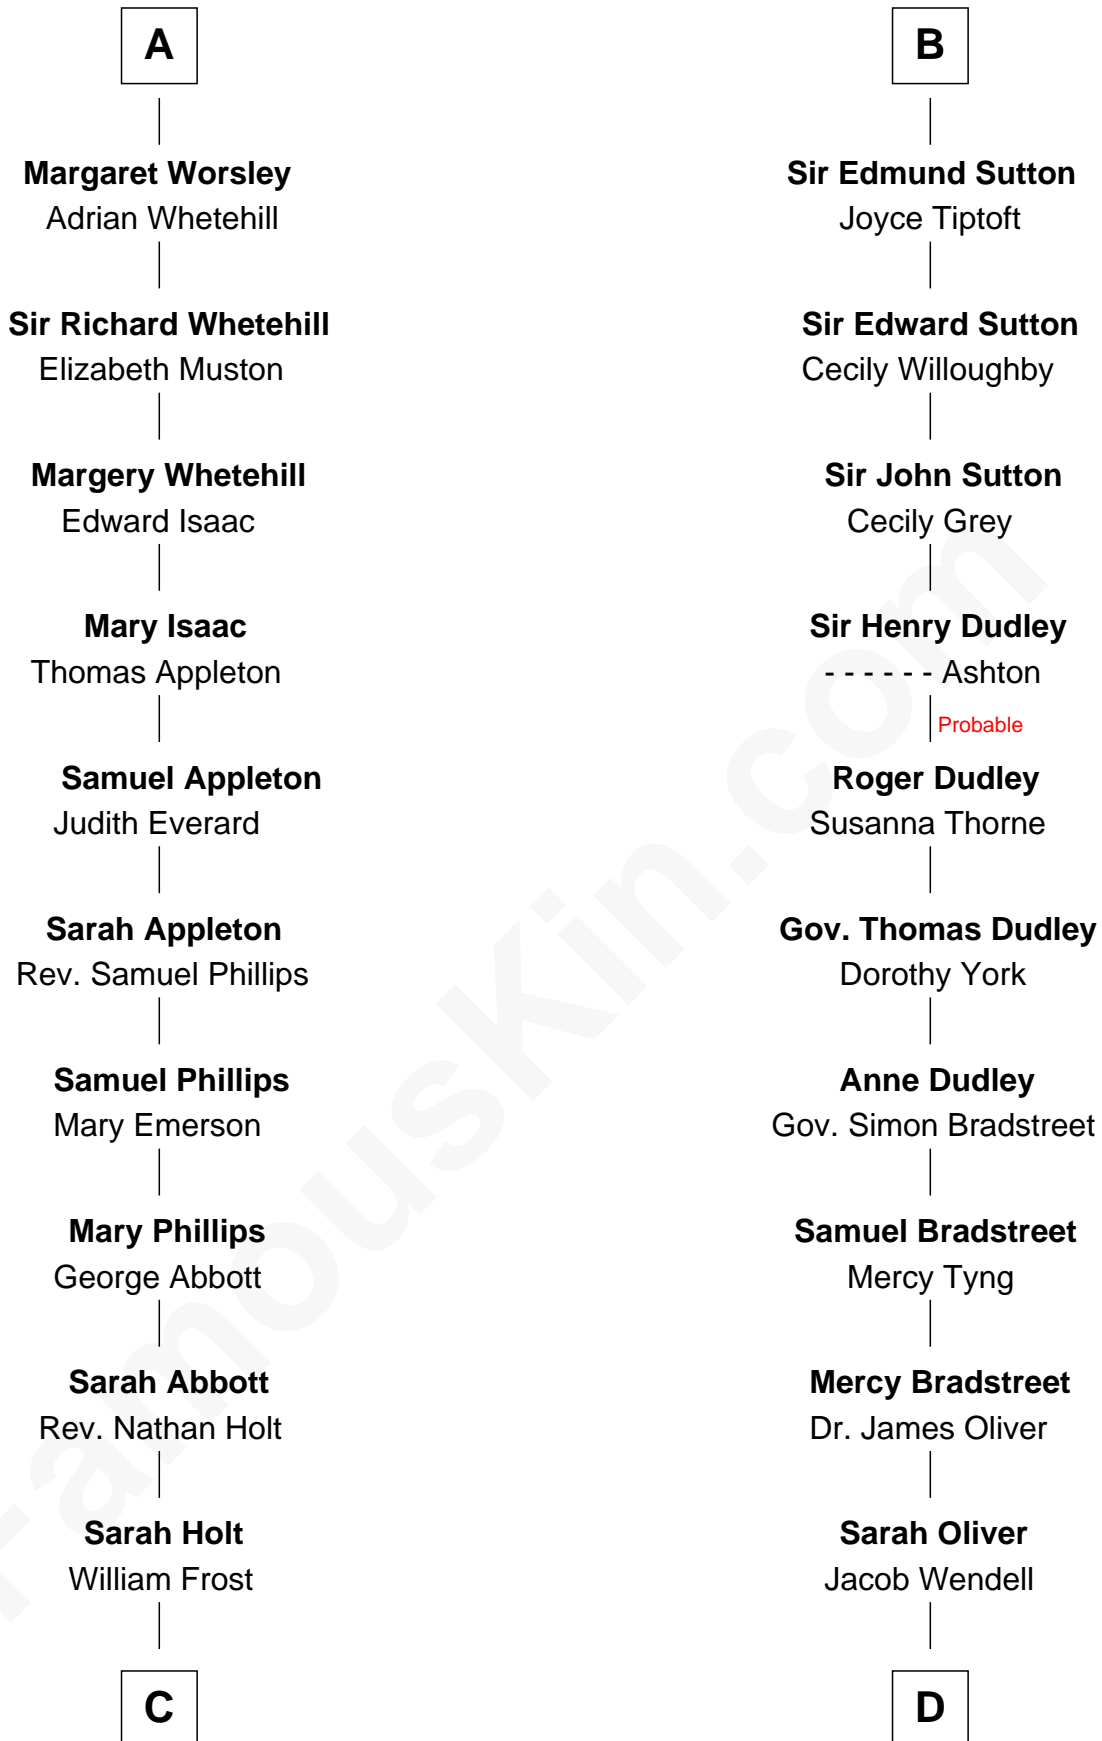 A
Margaret Worsley
Adrian Whetehill
Sir Richard Whetehill
Elizabeth Muston
Margery Whetehill
Edward Isaac
Mary Isaac
Thomas Appleton
Samuel Appleton
Judith Everard
Sarah Appleton
Rev. Samuel Phillips
Samuel Phillips
Mary Emerson
Mary Phillips
George Abbott
Sarah Abbott
Rev. Nathan Holt
Sarah Holt
William Frost
C
B
Sir Edmund Sutton
Joyce Tiptoft
Sir Edward Sutton
Cecily Willoughby
Sir John Sutton
Cecily Grey
Sir Henry Dudley
- - - - - - Ashton
Probable
Roger Dudley
Susanna Thorne
Gov. Thomas Dudley
Dorothy York
Anne Dudley
Gov. Simon Bradstreet
Samuel Bradstreet
Mercy Tyng
Mercy Bradstreet
Dr. James Oliver
Sarah Oliver
Jacob Wendell
D
FamousKin.com